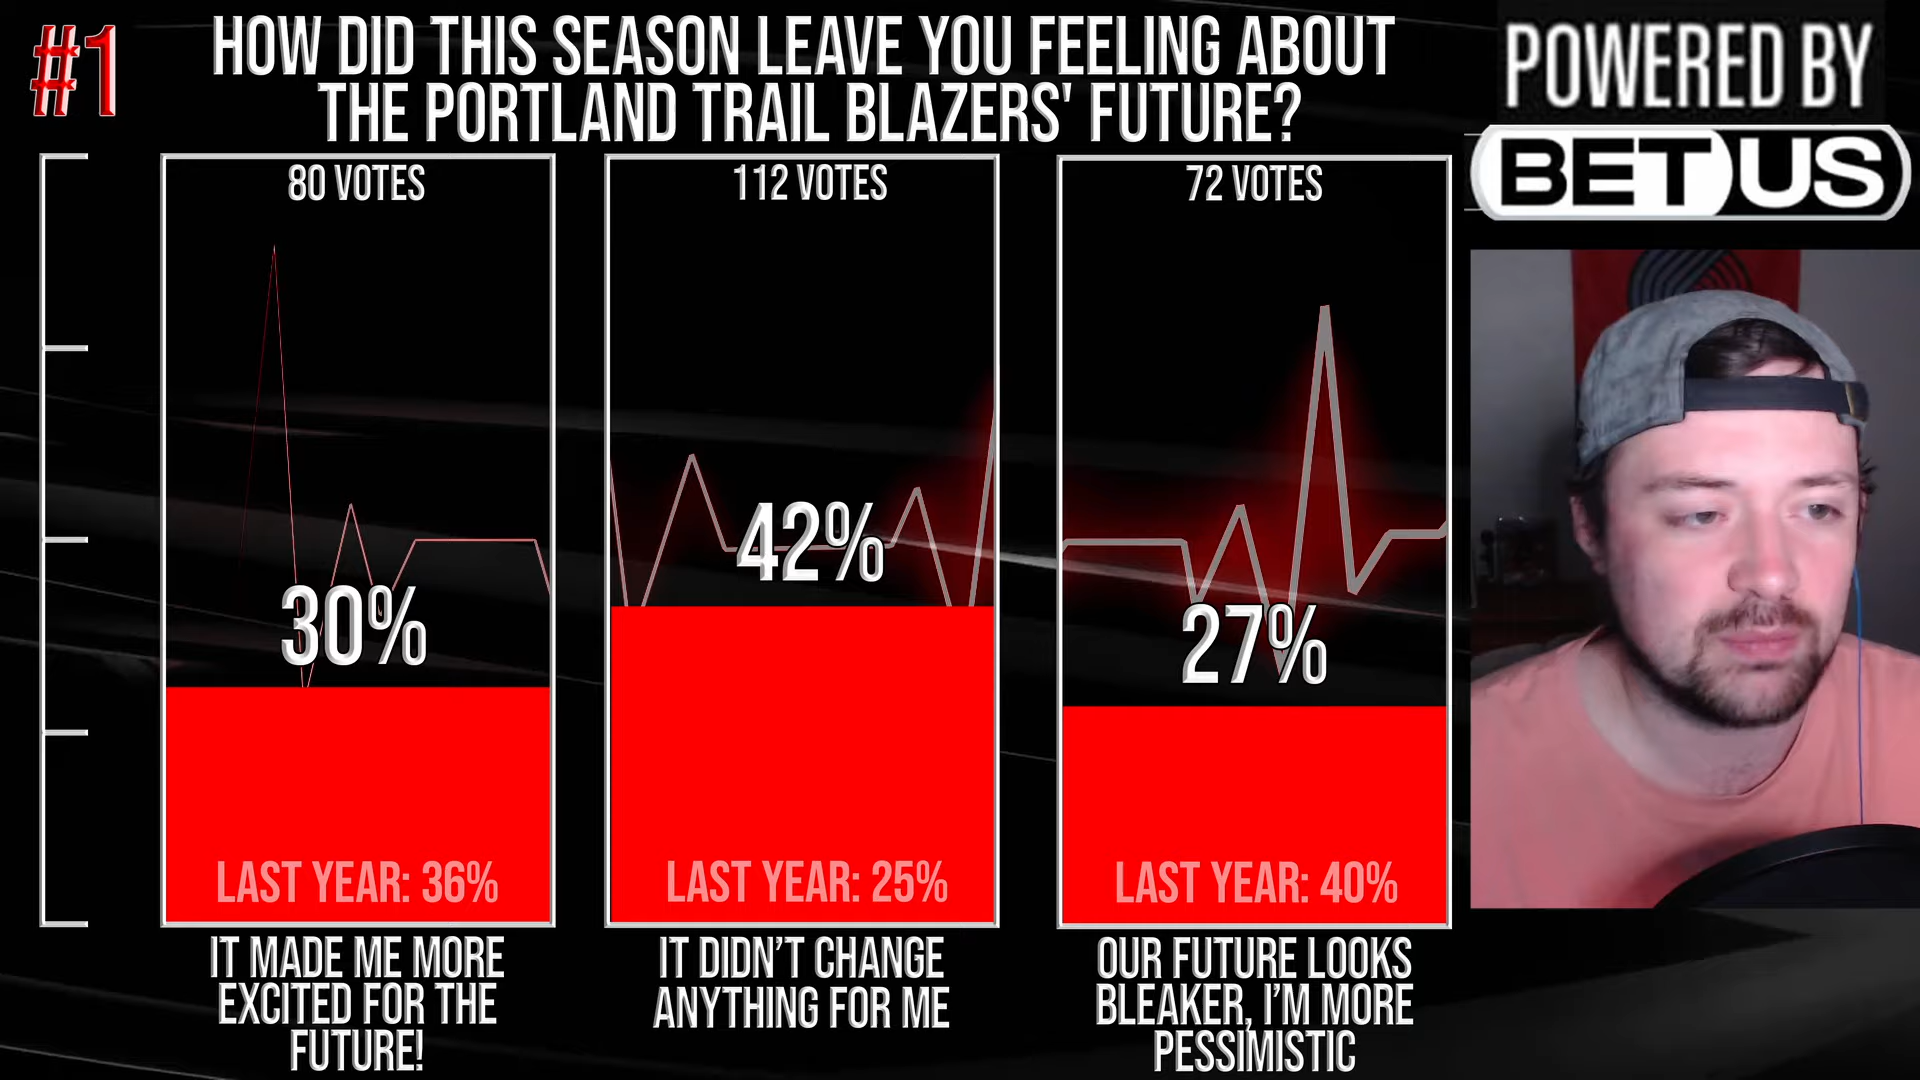 #1
HOW DID THIS SEASON LEAVE YOU FEELING ABOUT
THE PORTLAND TRAIL BLAZERS' FUTURE?
POWERED BY
BETUS
80 VOTES
30%
LAST YEAR: 36%
IT MADE ME MORE
EXCITED FOR THE
FUTURE!
112 VOTES
42%
LAST YEAR: 25%
IT DIDN'T CHANGE
ANYTHING FOR ME
72 VOTES
27%
LAST YEAR: 40%
OUR FUTURE LOOKS
BLEAKER, I'M MORE
PESSIMISTIC